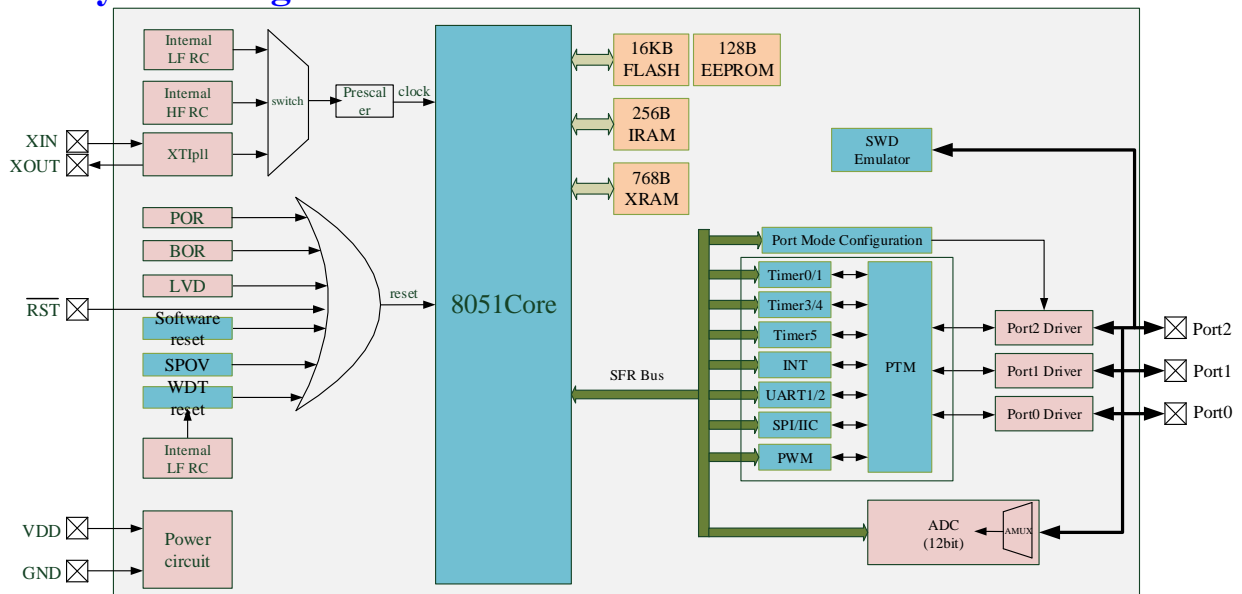 Internal
LF RC
Internal
HF RC
XTIpll
XIN
XOUT
switch
Prescal
er
clock
POR
BOR
LVD
RST
Software
reset
SPOV
WDT
reset
Internal
LF RC
reset
VDD
GND
Power
circuit
8051Core
16KB
FLASH
128B
EEPROM
256B
IRAM
768B
XRAM
SWD
Emulator
SFR Bus
Port Mode Configuration
Timer0/1
Timer3/4
Timer5
INT
UART1/2
SPI/IIC
PWM
PTM
Port2 Driver
Port1 Driver
Port0 Driver
Port2
Port1
Port0
ADC
(12bit)
AMUX